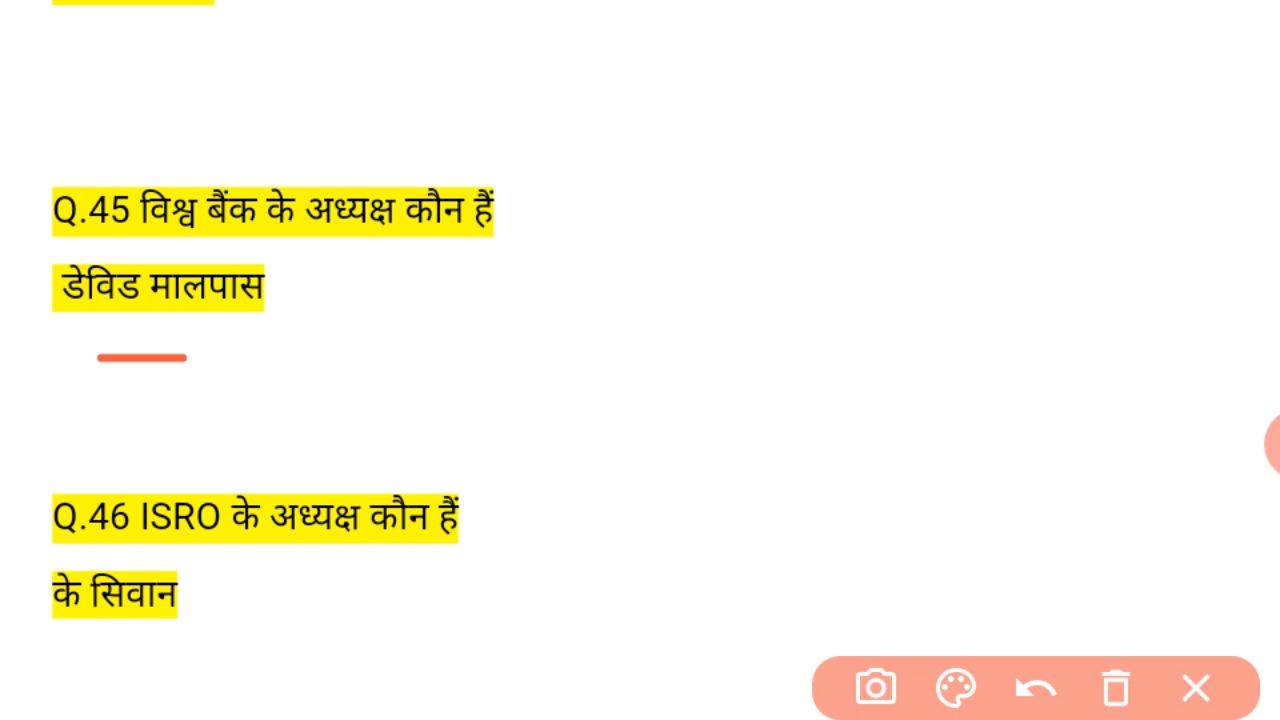 Q.45 विश्व बैंक के अध्यक्ष कौन हैं
डेविड मालपास
Q.46 ISRO के अध्यक्ष कौन हैं
के सिवान